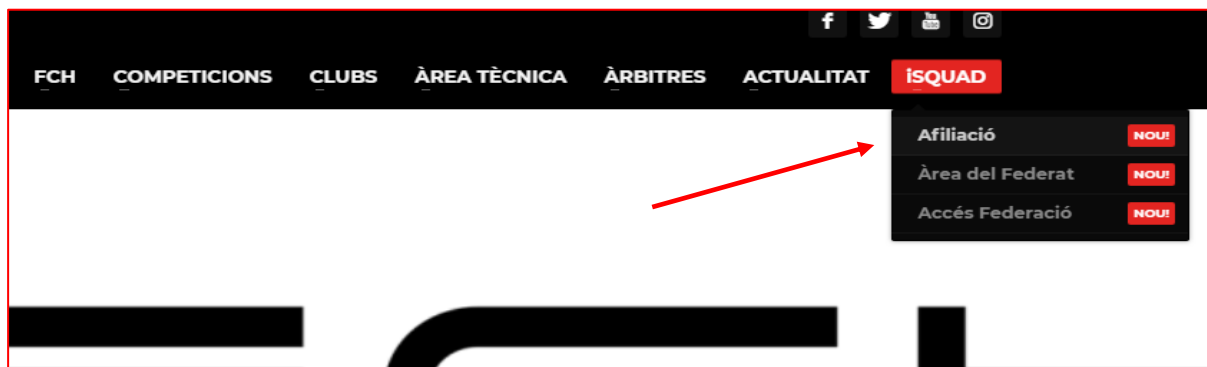 FCH COMPETICIONS CLUBS ÀREA TÈCNICA ÀRBITRES ACTUALITAT iSQUAD
Afiliació NOU!
Àrea del Federat NOU!
Accés Federació NOU!